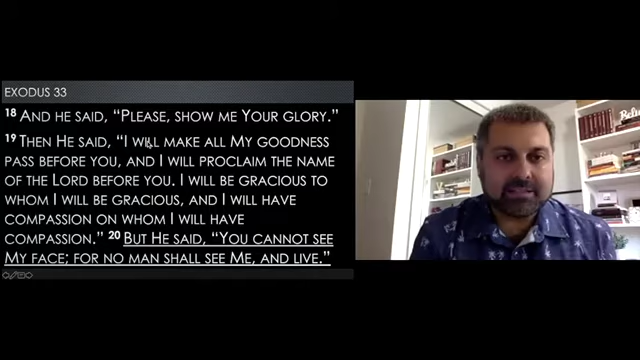 EXODUS 33
18 AND HE SAID, “PLEASE, SHOW ME YOUR GLORY.”
19 THEN HE SAID, “I WILL MAKE ALL MY GOODNESS
PASS BEFORE YOU, AND I WILL PROCLAIM THE NAME
OF THE LORD BEFORE YOU. I WILL BE GRACIOUS TO
WHOM I WILL BE GRACIOUS, AND I WILL HAVE
COMPASSION ON WHOM I WILL HAVE
COMPASSION.” 20 BUT HE SAID, “YOU CANNOT SEE
MY FACE; FOR NO MAN SHALL SEE ME, AND LIVE.”